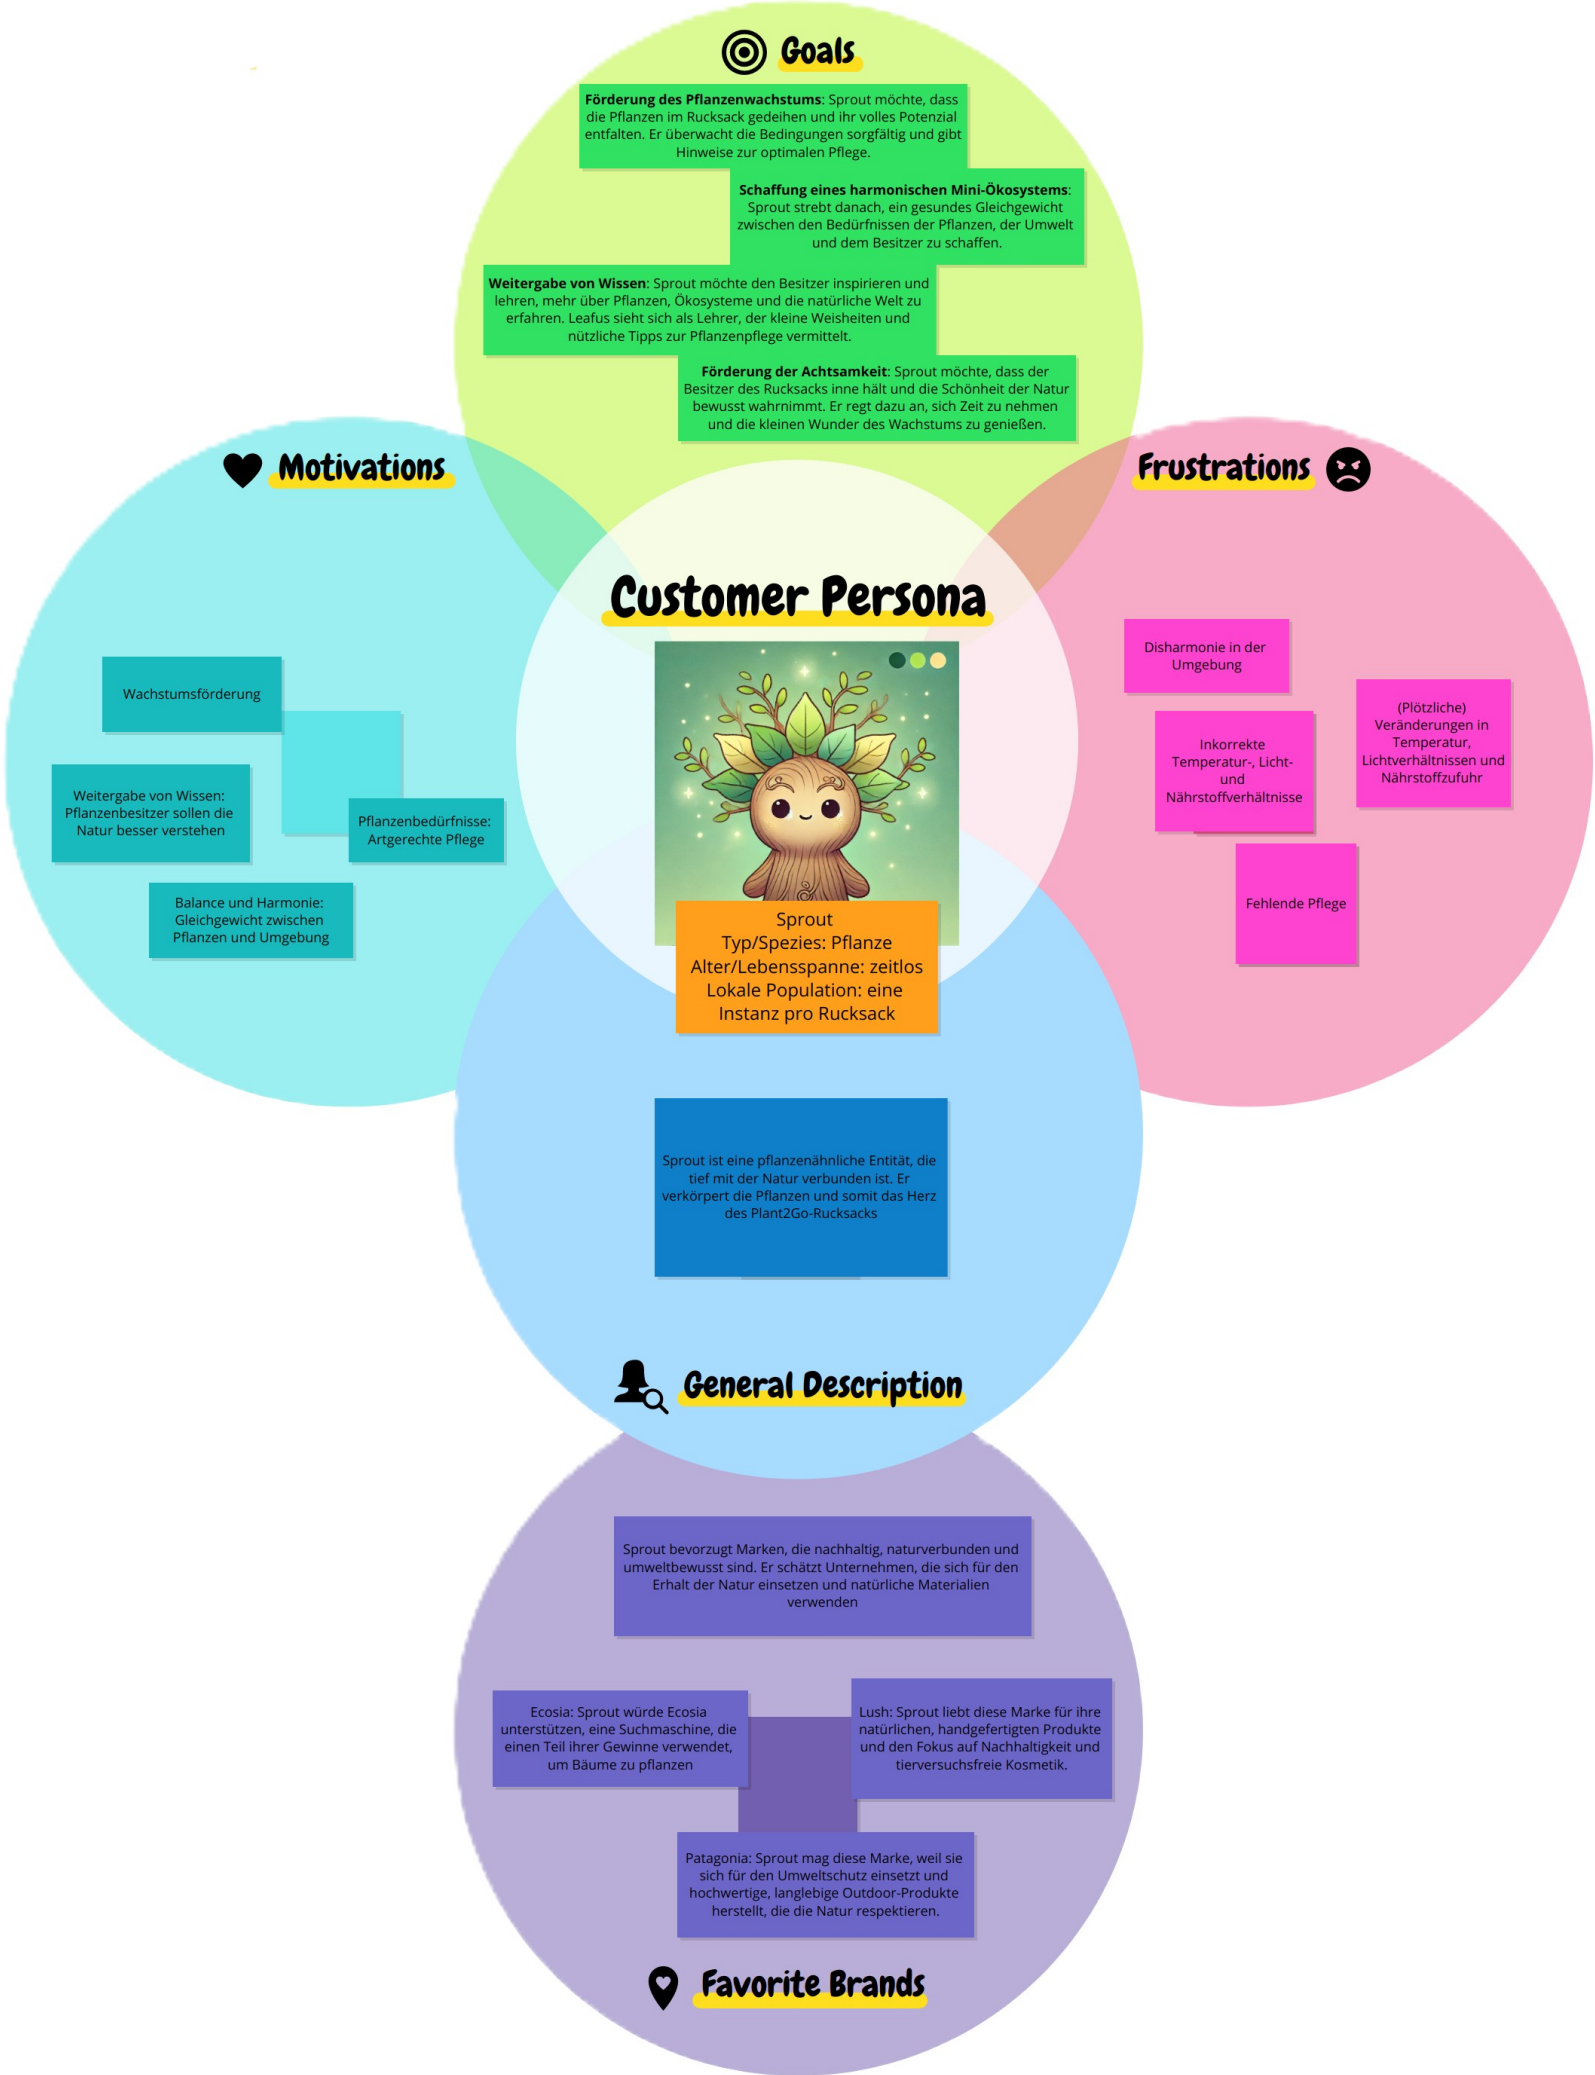 Goals
Förderung des Pflanzenwachstums: Sprout möchte, dass
die Pflanzen im Rucksack gedeihen und ihr volles Potenzial
entfalten. Er überwacht die Bedingungen sorgfältig und gibt
Hinweise zur optimalen Pflege.
Schaffung eines harmonischen Mini-Ökosystems:
Sprout strebt danach, ein gesundes Gleichgewicht
zwischen den Bedürfnissen der Pflanzen, der Umwelt
und dem Besitzer zu schaffen.
Weitergabe von Wissen: Sprout möchte den Besitzer inspirieren und
lehren, mehr über Pflanzen, Ökosysteme und die natürliche Welt zu
erfahren. Leafus sieht sich als Lehrer, der kleine Weisheiten und
nützliche Tipps zur Pflanzenpflege vermittelt.
Förderung der Achtsamkeit: Sprout möchte, dass der
Besitzer des Rucksacks inne hält und die Schönheit der Natur
bewusst wahrnimmt. Er regt dazu an, sich Zeit zu nehmen
und die kleinen Wunder des Wachstums zu genießen.
Motivations
Wachstumsförderung
Weitergabe von Wissen:
Pflanzenbesitzer sollen die
Natur besser verstehen
Pflanzenbedürfnisse:
Artgerechte Pflege
Balance und Harmonie:
Gleichgewicht zwischen
Pflanzen und Umgebung
Customer Persona
Sprout
Typ/Spezies: Pflanze
Alter/Lebensspanne: zeitlos
Lokale Population: eine
Instanz pro Rucksack
Frustrations
Disharmonie in der
Umgebung
(Plötzliche)
Veränderungen in
Temperatur,
Lichtverhältnissen und
Nährstoffzufuhr
Inkorrekte
Temperatur-, Licht-
und
Nährstoffverhältnisse
Fehlende Pflege
Sprout ist eine pflanzenähnliche Entität, die
tief mit der Natur verbunden ist. Er
verkörpert die Pflanzen und somit das Herz
des Plant2Go-Rucksacks
General Description
Sprout bevorzugt Marken, die nachhaltig, naturverbunden und
umweltbewusst sind. Er schätzt Unternehmen, die sich für den
Erhalt der Natur einsetzen und natürliche Materialien
verwenden
Ecosia: Sprout würde Ecosia
unterstützen, eine Suchmaschine, die
einen Teil ihrer Gewinne verwendet,
um Bäume zu pflanzen
Lush: Sprout liebt diese Marke für ihre
natürlichen, handgefertigten Produkte
und den Fokus auf Nachhaltigkeit und
tierversuchsfreie Kosmetik.
Patagonia: Sprout mag diese Marke, weil sie
sich für den Umweltschutz einsetzt und
hochwertige, langlebige Outdoor-Produkte
herstellt, die die Natur respektieren.
Favorite Brands